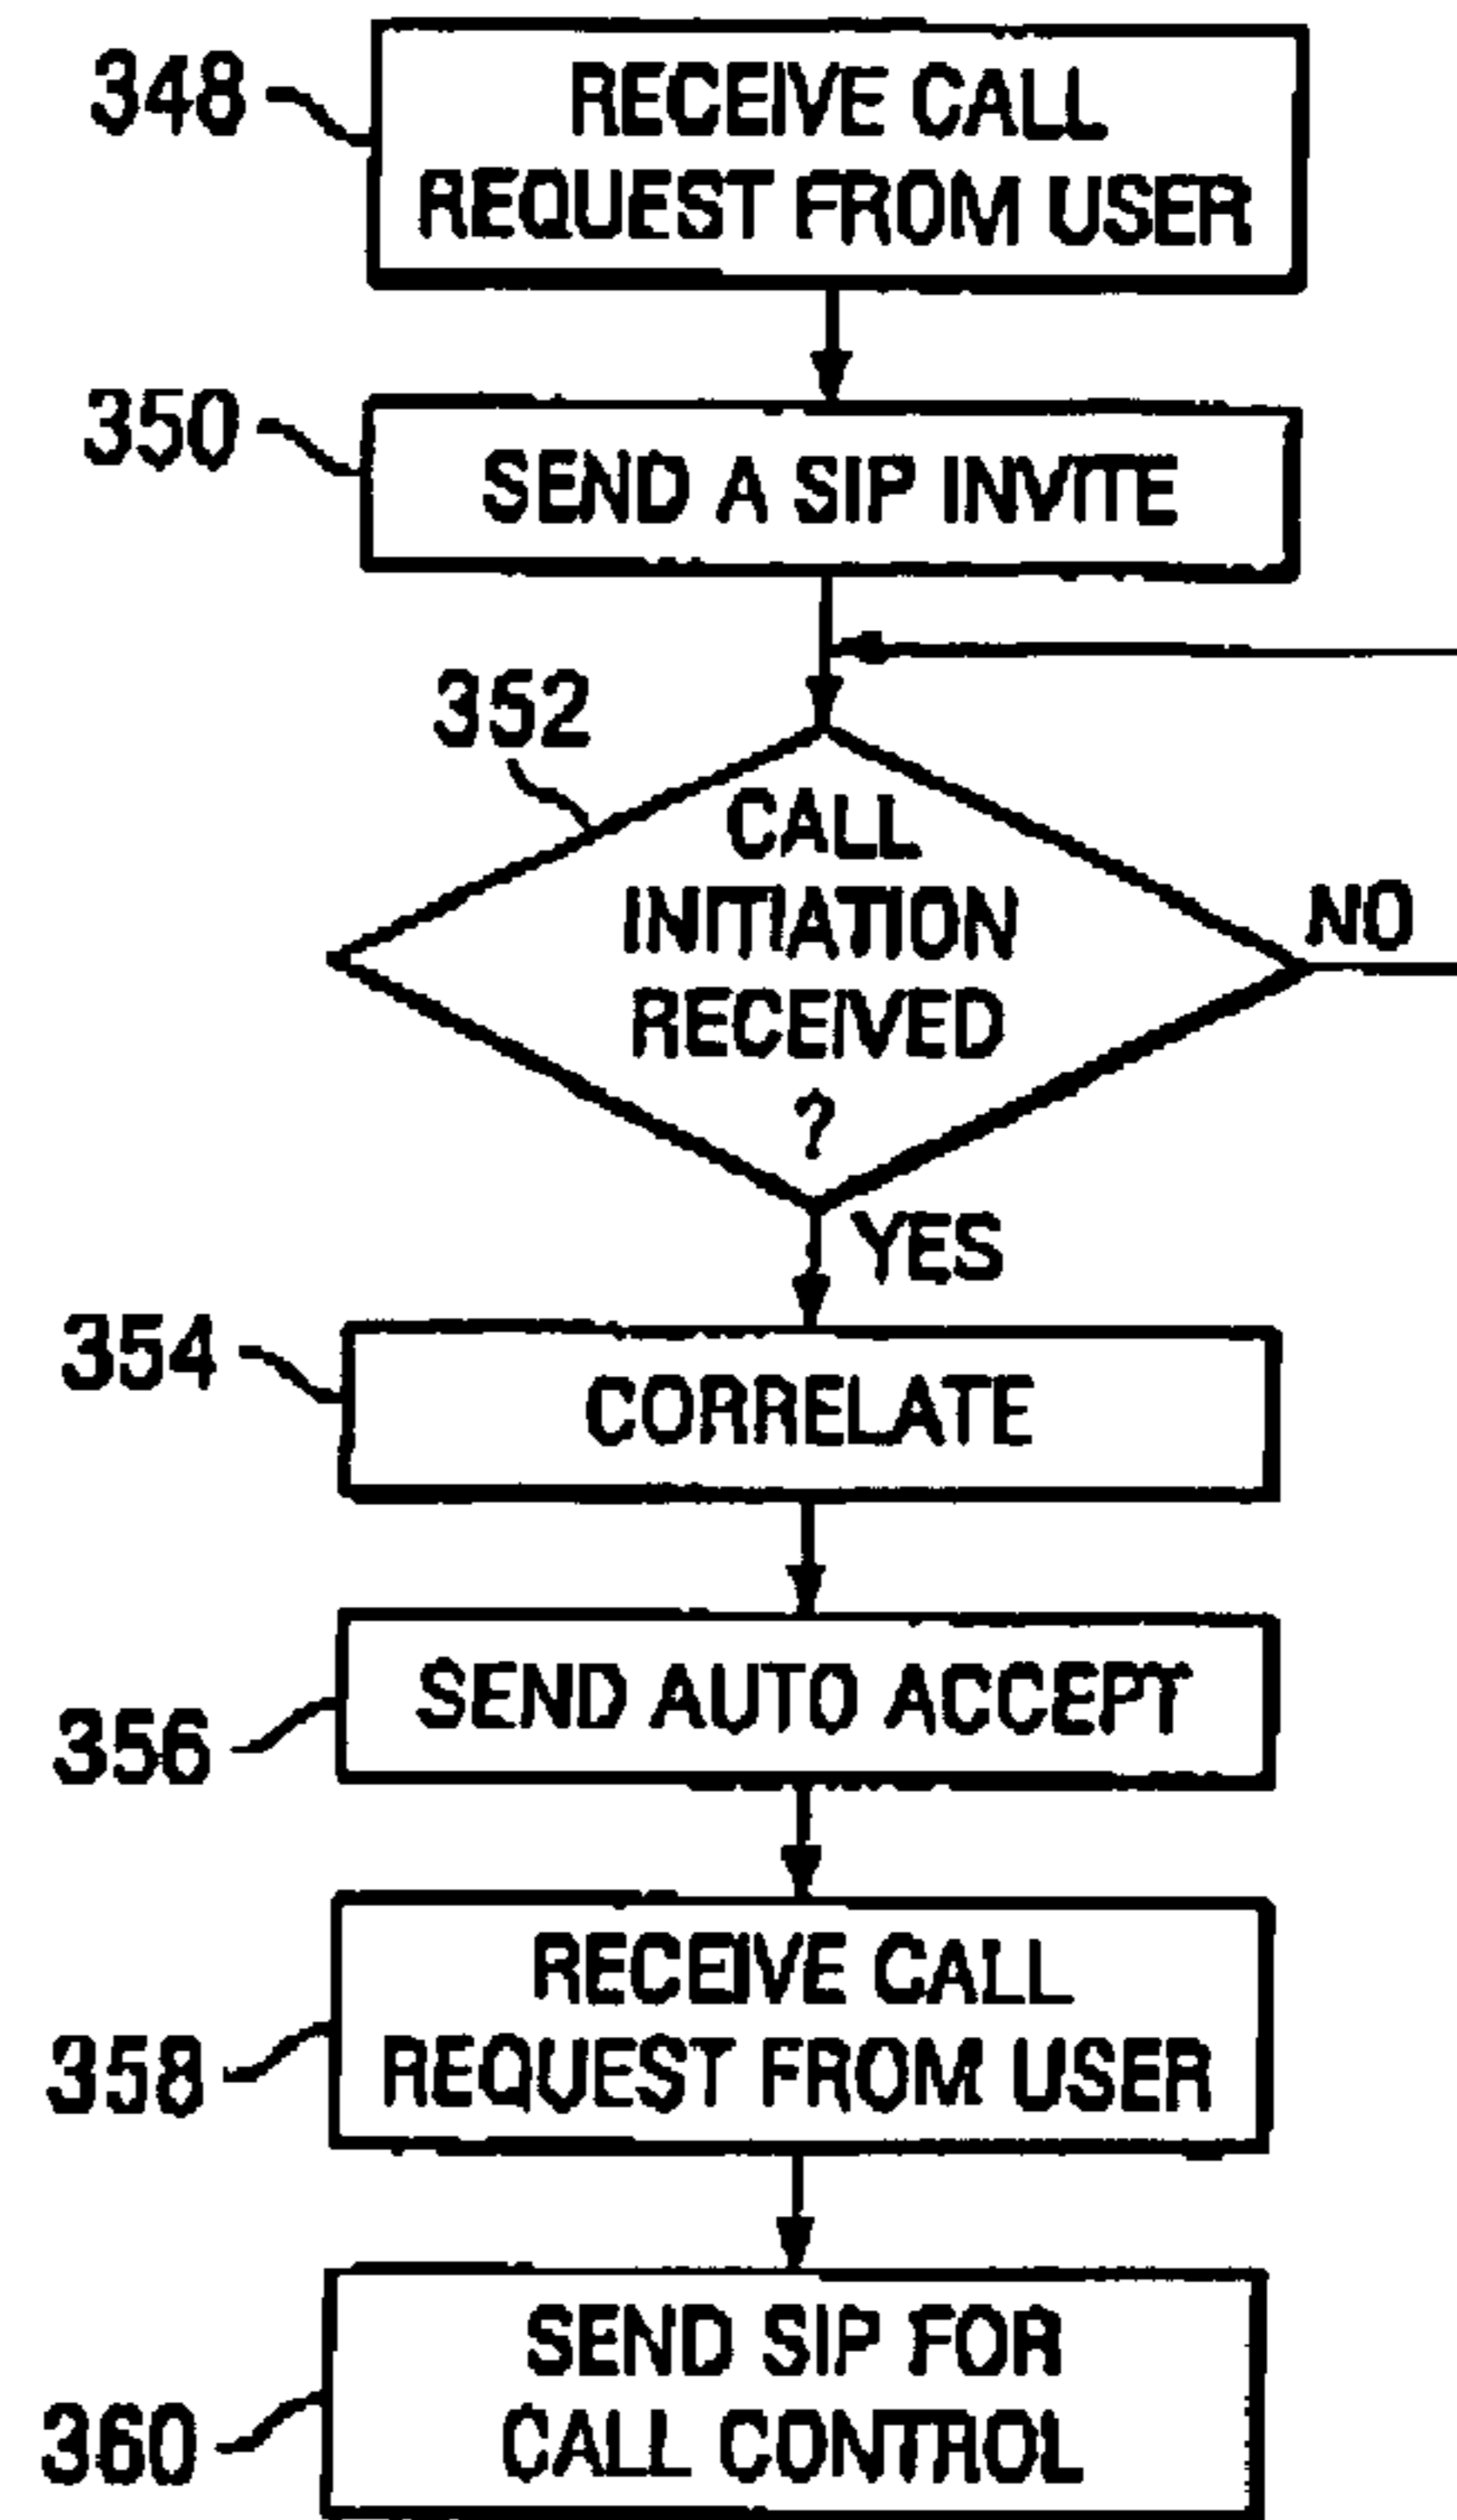 348
RECEIVE CALL
REQUEST FROM USER
350
SEND A SIP INVITE
352
CALL
INITIATION
RECEIVED
?
NO
YES
354
CORRELATE
356
SEND AUTO ACCEPT
358
RECEIVE CALL
REQUEST FROM USER
360
SEND SIP FOR
CALL CONTROL